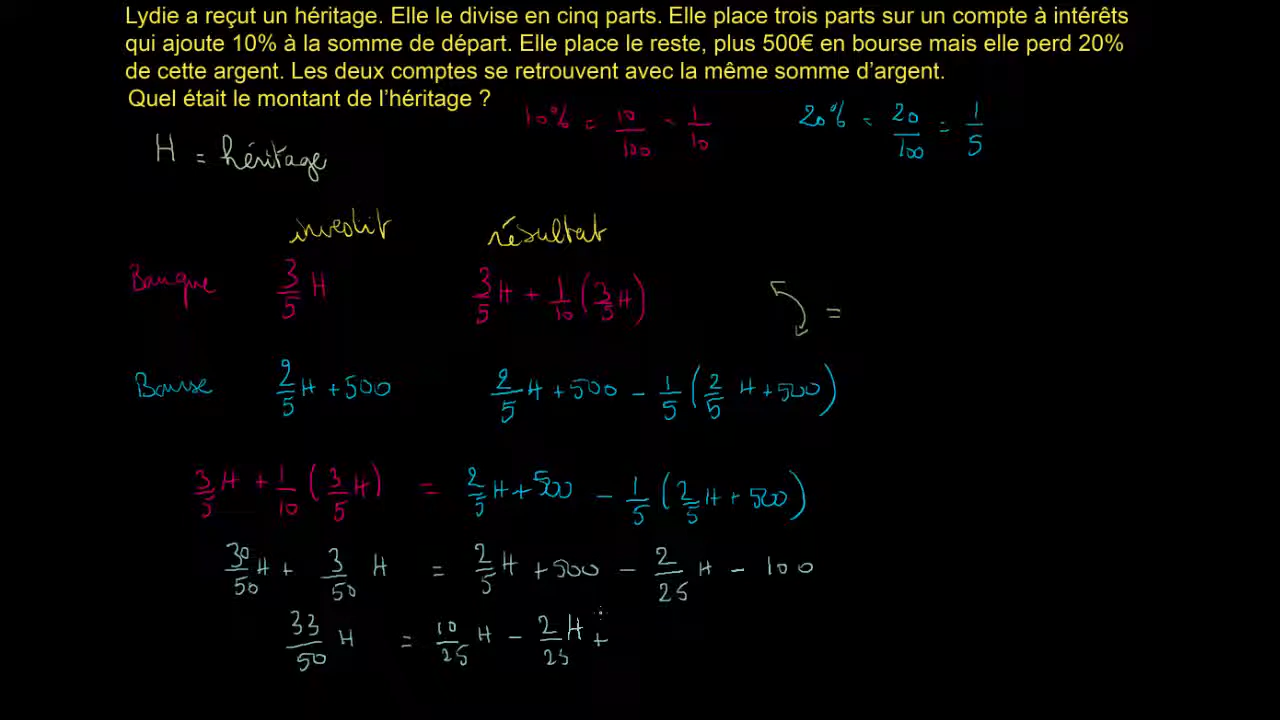 Lydie a reçut un héritage. Elle le divise en cinq parts. Elle place trois parts sur un compte à intérêts
qui ajoute 10% à la somme de départ. Elle place le reste, plus 500€ en bourse mais elle perd 20%
de cette argent. Les deux comptes se retrouvent avec la même somme d'argent.
Quel était le montant de l'héritage ?
10% = 10/100 = 1/10
20% = 20/100 = 1/5
H = héritage
investit résultat
Banque 3/5 H 3/5 H + 1/10 (3/5 H)
=
Bourse 2/5 H + 500 2/5 H + 500 - 1/5 (2/5 H + 500)
3/5 H + 1/10 (3/5 H) = 2/5 H + 500 - 1/5 (2/5 H + 500)
30/50 H + 3/50 H = 2/5 H + 500 - 2/25 H - 100
33/50 H = 10/25 H - 2/25 H +